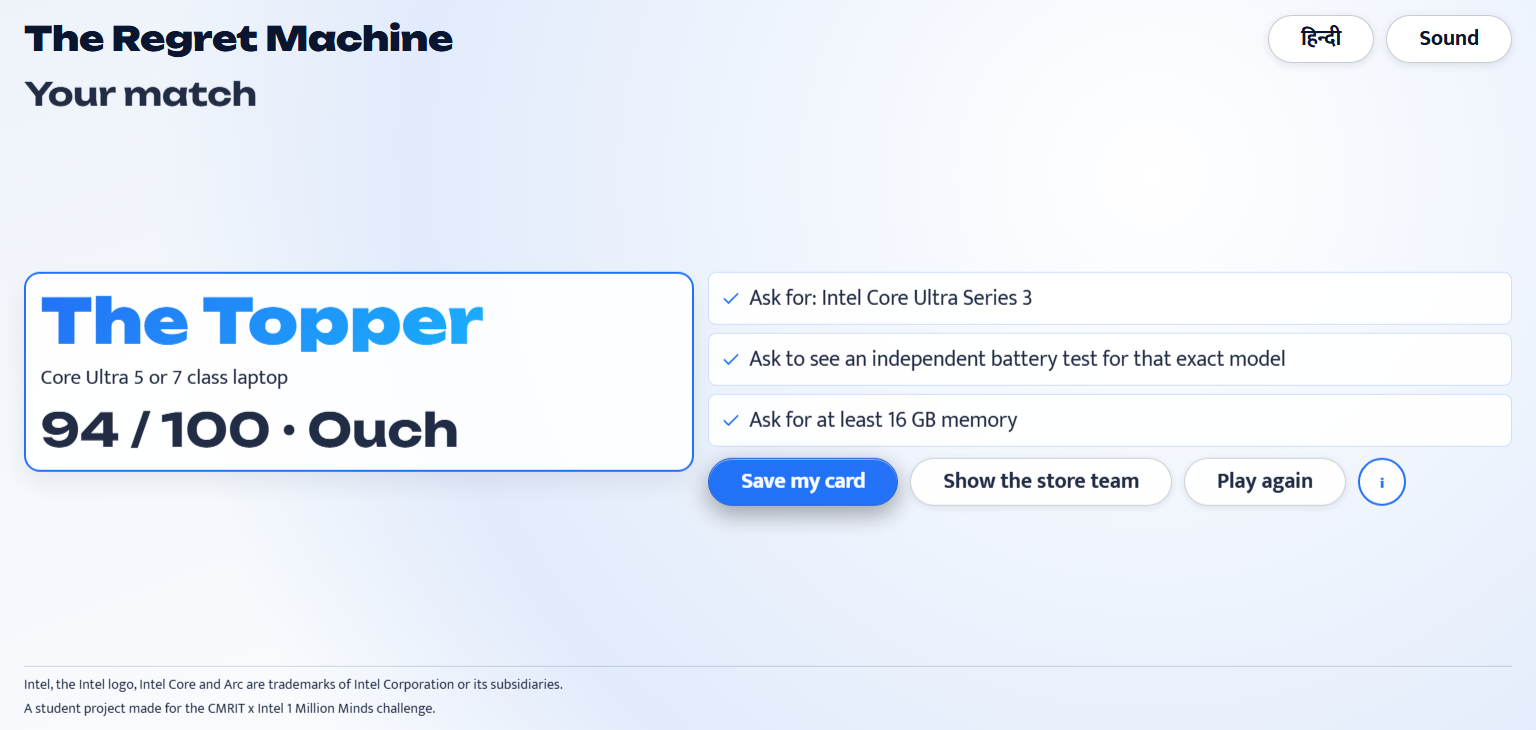 The Regret Machine
हिन्दी
Sound
Your match
The Topper
Core Ultra 5 or 7 class laptop
94 / 100 · Ouch
Ask for: Intel Core Ultra Series 3
Ask to see an independent battery test for that exact model
Ask for at least 16 GB memory
Save my card
Show the store team
Play again
i
Intel, the Intel logo, Intel Core and Arc are trademarks of Intel Corporation or its subsidiaries.
A student project made for the CMRIT x Intel 1 Million Minds challenge.